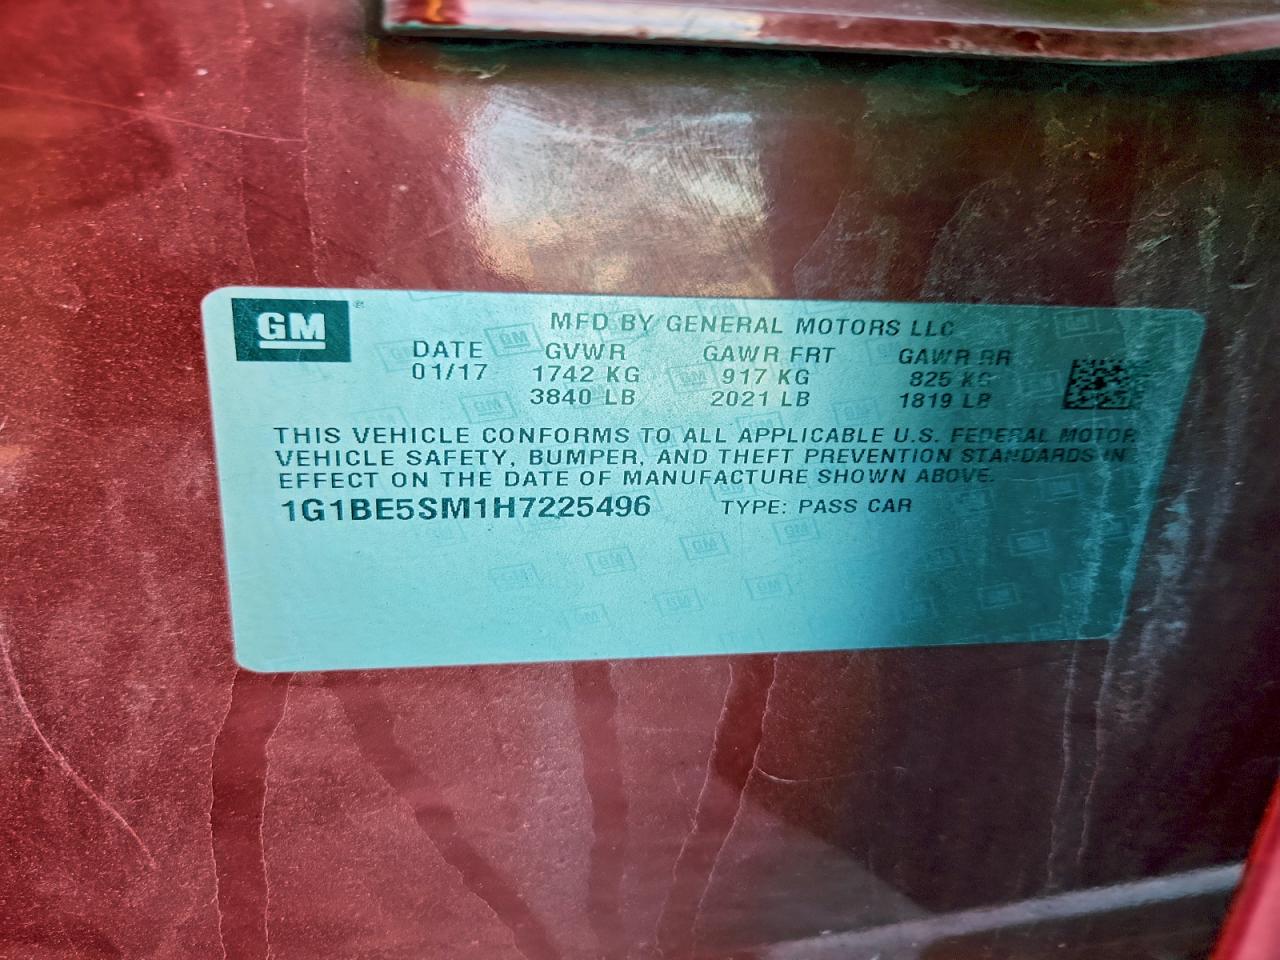 GM
MFD BY GENERAL MOTORS LLC
DATE GVWR GAWR FRT GAWR RR
01/17 1742 KG 917 KG 825 KG
3840 LB 2021 LB 1819 LB
THIS VEHICLE CONFORMS TO ALL APPLICABLE U.S. FEDERAL MOTOR
VEHICLE SAFETY, BUMPER, AND THEFT PREVENTION STANDARDS IN
EFFECT ON THE DATE OF MANUFACTURE SHOWN ABOVE.
1G1BE5SM1H7225496 TYPE: PASS CAR